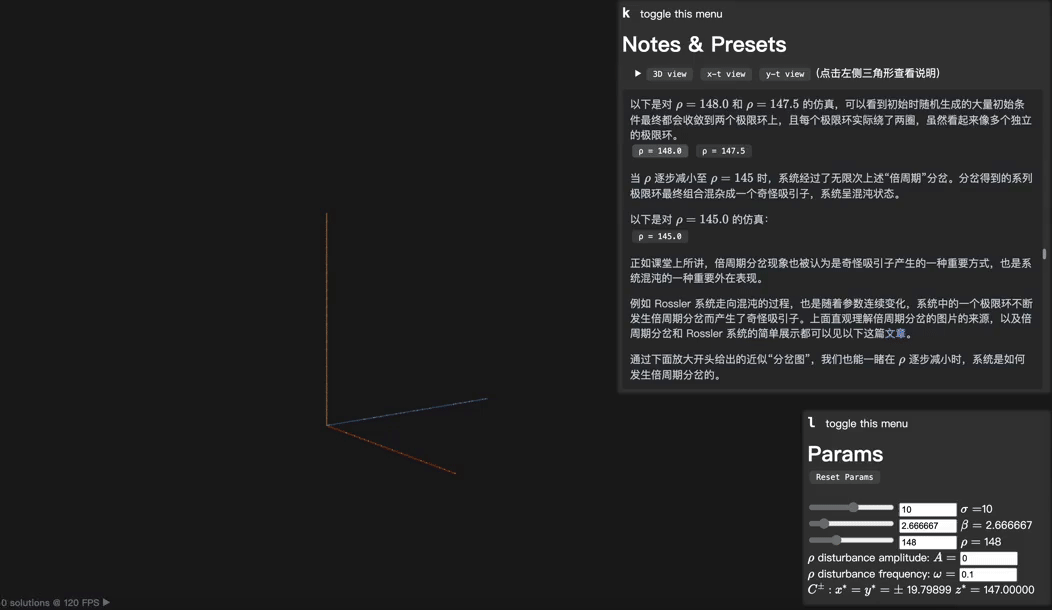 k toggle this menu
Notes & Presets
▶ 3D view x-t view y-t view (点击左侧三角形查看说明)
以下是对 ρ = 148.0 和 ρ = 147.5 的仿真，可以看到初始时随机生成的大量初始条
件最终都会收敛到两个极限环上，且每个极限环实际绕了两圈，虽然看起来像多个独立
的极限环。
ρ = 148.0 ρ = 147.5
当 ρ 逐步减小至 ρ = 145 时，系统经过了无限次上述“倍周期”分岔。分岔得到的系列
极限环最终组合混杂成一个奇怪吸引子，系统呈混沌状态。
以下是对 ρ = 145.0 的仿真：
ρ = 145.0
正如课堂上所讲，倍周期分岔现象也被认为是奇怪吸引子产生的一种重要方式，也是系
统混沌的一种重要外在表现。
例如 Rossler 系统走向混沌的过程，也是随着参数连续变化，系统中的一个极限环不断
发生倍周期分岔而产生了奇怪吸引子。上面直观理解倍周期分岔的图片的来源，以及倍
周期分岔和 Rossler 系统的简单展示都可以见以下这篇文章。
通过下面放大开头给出的近似“分岔图”，我们也能一睹在 ρ 逐步减小时，系统是如何
发生倍周期分岔的。
l toggle this menu
Params
Reset Params
10 σ =10
2.666667 β = 2.666667
148 ρ = 148
ρ disturbance amplitude: A = 0
ρ disturbance frequency: ω = 0.1
C± : x* = y* = ± 19.79899 z* = 147.00000
0 solutions @ 120 FPS ▶